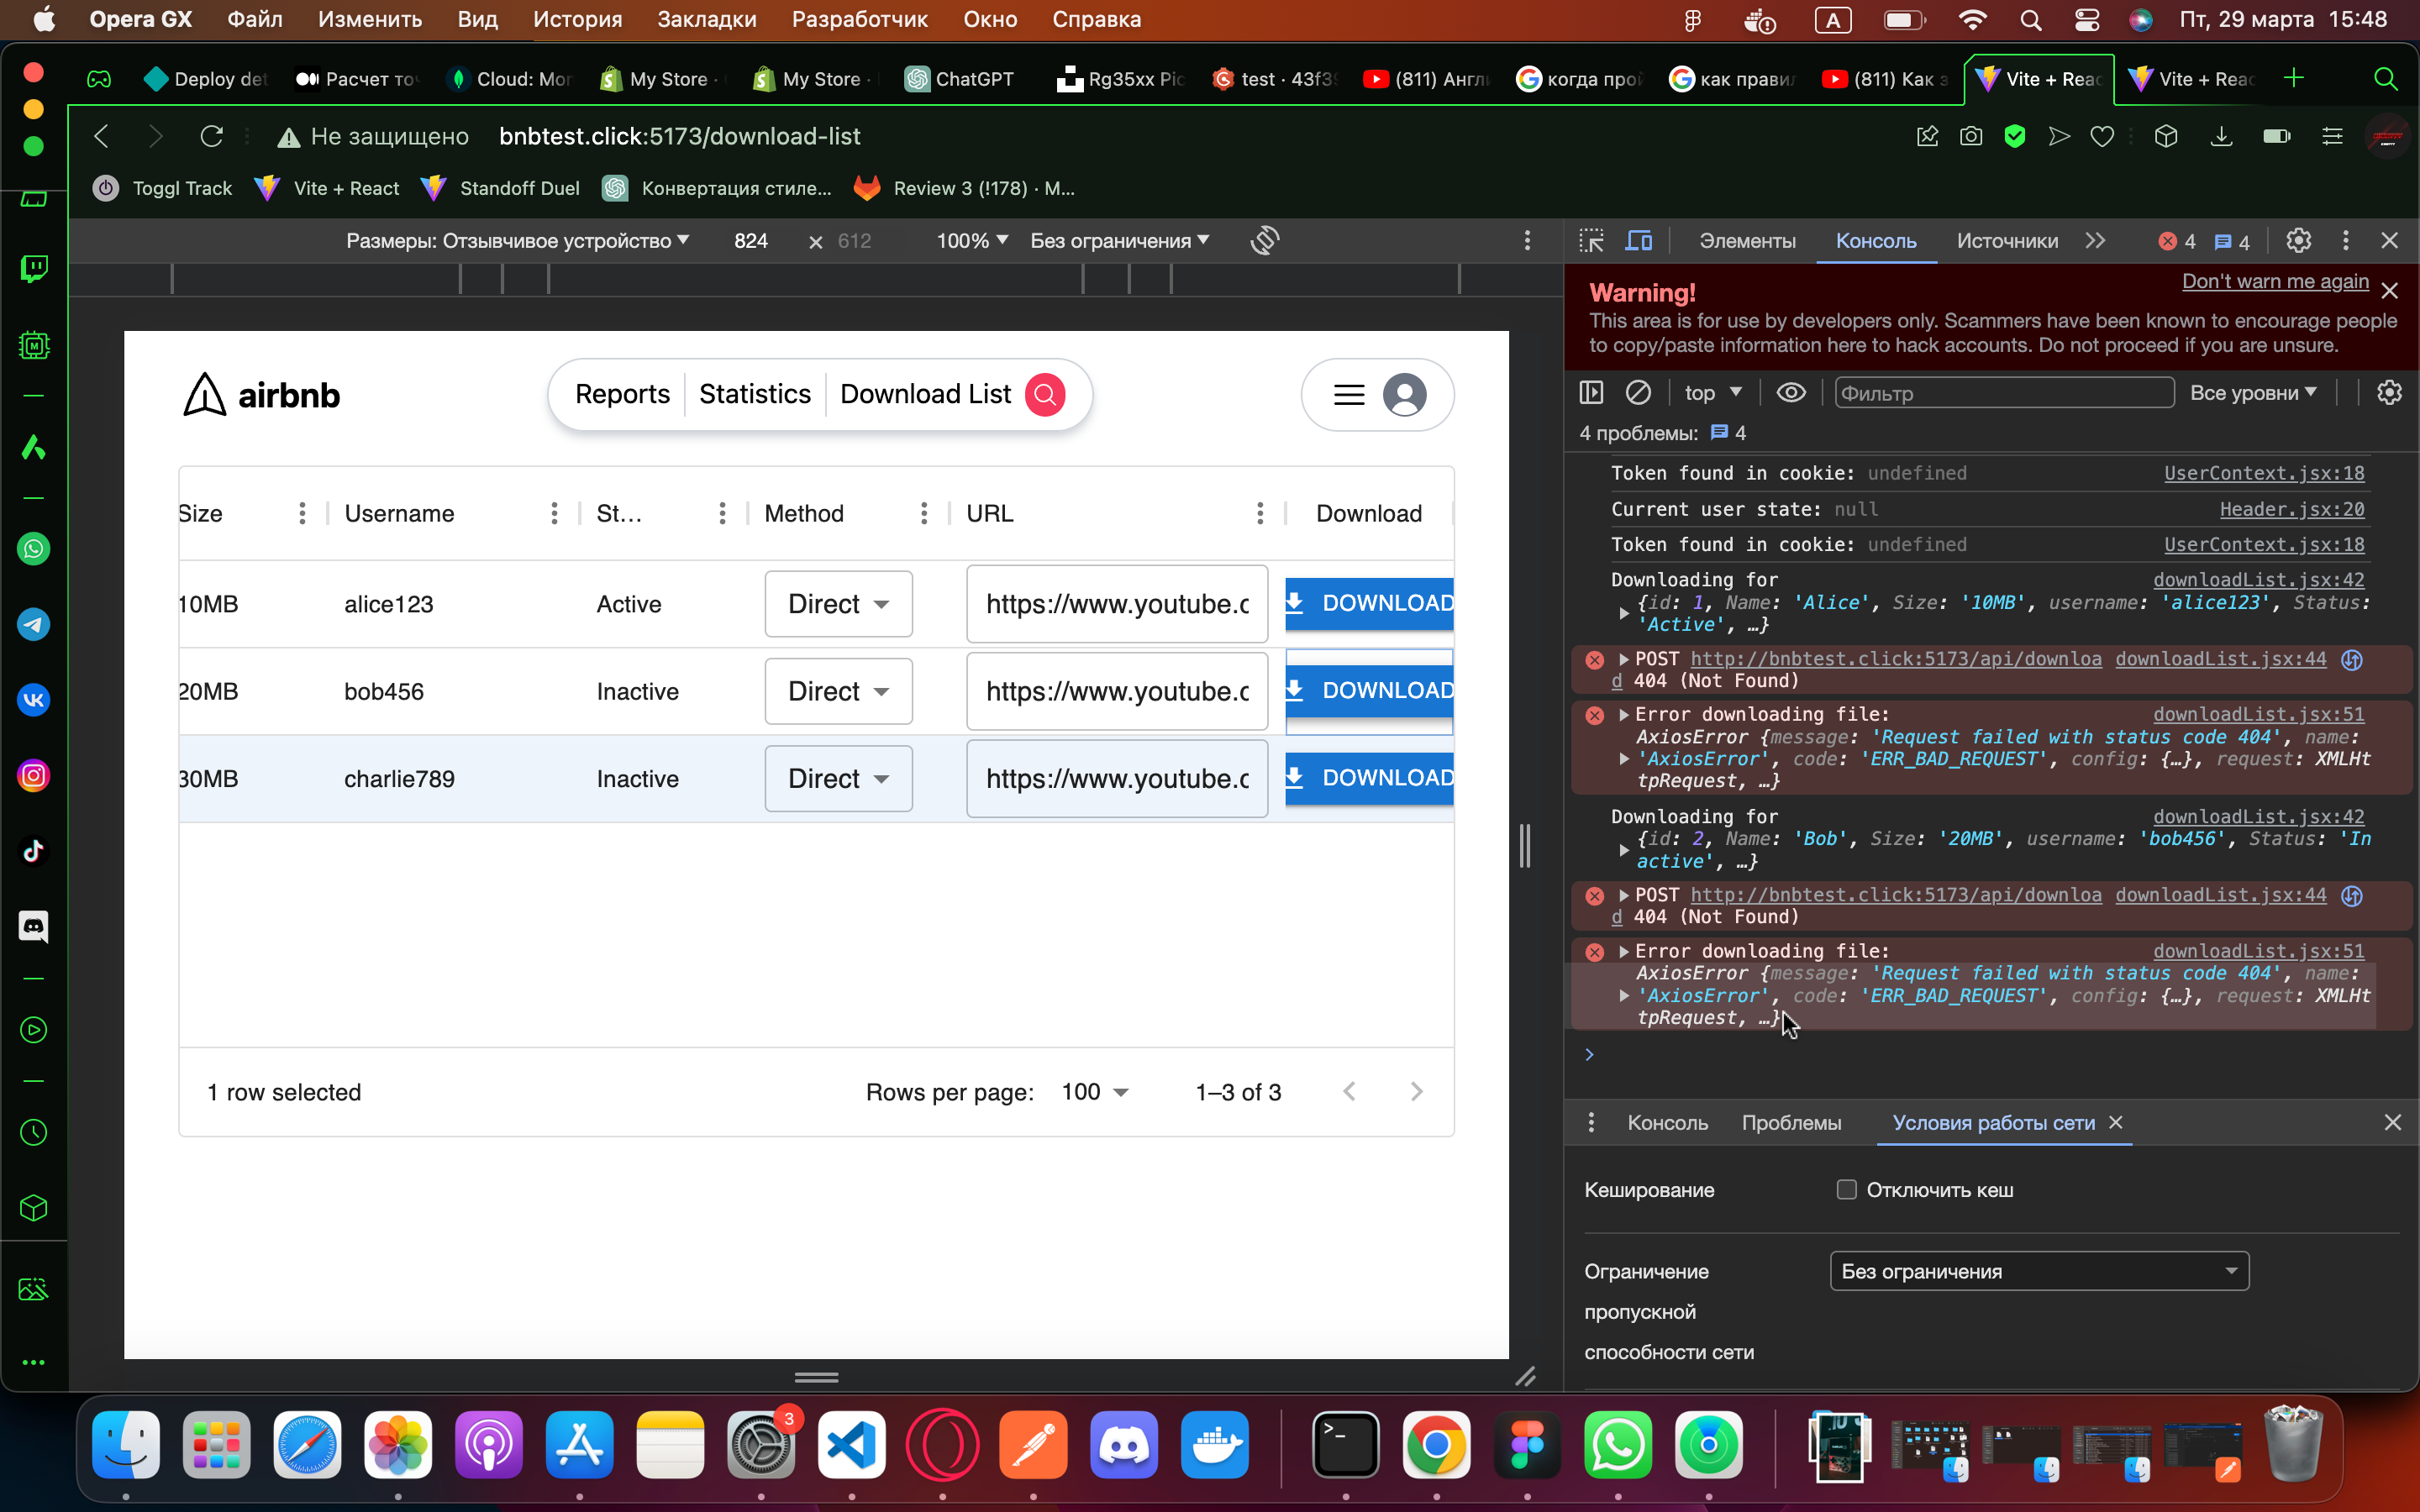 Opera GX Файл Изменить Вид История Закладки Разработчик Окно Справка A Пт, 29 марта 15:48
Deploy det Расчет то Cloud: Mon My Store · My Store · ChatGPT Rg35xx Pic test · 43f39 (811) Англ когда прой как правил (811) Как з Vite + Reac Vite + Reac
Не защищено bnbtest.click:5173/download-list
Toggl Track Vite + React Standoff Duel Конвертация стиле... Review 3 (!178) · M...
Размеры: Отзывчивое устройство 824 × 612 100% Без ограничения
Элементы Консоль Источники 4 4
Warning! Don't warn me again
This area is for use by developers only. Scammers have been known to encourage people
to copy/paste information here to hack accounts. Do not proceed if you are unsure.
top Фильтр Все уровни
4 проблемы: 4
airbnb Reports Statistics Download List
Size Username St... Method URL Download
10MB alice123 Active Direct https://www.youtube.c DOWNLOAD
20MB bob456 Inactive Direct https://www.youtube.c DOWNLOAD
30MB charlie789 Inactive Direct https://www.youtube.c DOWNLOAD
1 row selected Rows per page: 100 1–3 of 3
Token found in cookie: undefined UserContext.jsx:18
Current user state: null Header.jsx:20
Token found in cookie: undefined UserContext.jsx:18
Downloading for downloadList.jsx:42
{id: 1, Name: 'Alice', Size: '10MB', username: 'alice123', Status:
'Active', …}
POST http://bnbtest.click:5173/api/downloa downloadList.jsx:44
d 404 (Not Found)
Error downloading file: downloadList.jsx:51
AxiosError {message: 'Request failed with status code 404', name:
'AxiosError', code: 'ERR_BAD_REQUEST', config: {…}, request: XMLHt
tpRequest, …}
Downloading for downloadList.jsx:42
{id: 2, Name: 'Bob', Size: '20MB', username: 'bob456', Status: 'In
active', …}
POST http://bnbtest.click:5173/api/downloa downloadList.jsx:44
d 404 (Not Found)
Error downloading file: downloadList.jsx:51
AxiosError {message: 'Request failed with status code 404', name:
'AxiosError', code: 'ERR_BAD_REQUEST', config: {…}, request: XMLHt
tpRequest, …}
Консоль Проблемы Условия работы сети
Кеширование Отключить кеш
Ограничение Без ограничения
пропускной
способности сети
3